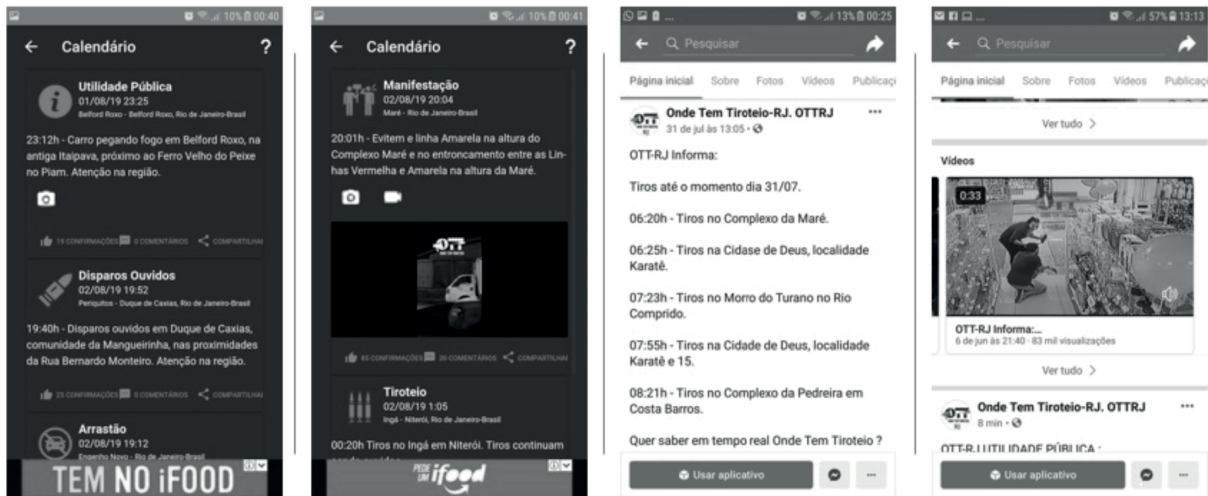 10% 00:40
Calendário ?
Utilidade Pública
01/08/19 23:25
Belford Roxo - Belford Roxo, Rio de Janeiro-Brasil
23:12h - Carro pegando fogo em Belford Roxo, na
antiga Itaipava, próximo ao Ferro Velho do Peixe
no Piam. Atenção na região.
19 CONFIRMAÇÕES 0 COMENTÁRIOS COMPARTILHAR
Disparos Ouvidos
02/08/19 19:52
Periquitos - Duque de Caxias, Rio de Janeiro-Brasil
19:40h - Disparos ouvidos em Duque de Caxias,
comunidade da Mangueirinha, nas proximidades
da Rua Bernardo Monteiro. Atenção na região.
25 CONFIRMAÇÕES 0 COMENTÁRIOS COMPARTILHAR
Arrastão
02/08/19 19:12
Engenho Novo - Rio de Janeiro-Brasil
TEM NO iFOOD
10% 00:41
Calendário ?
Manifestação
02/08/19 20:04
Maré - Rio de Janeiro-Brasil
20:01h - Evitem e linha Amarela na altura do
Complexo Maré e no entroncamento entre as Lin-
has Vermelha e Amarela na altura da Maré.
OTT
85 CONFIRMAÇÕES 20 COMENTÁRIOS COMPARTILHAR
Tiroteio
02/08/19 1:05
Ingá - Niterói, Rio de Janeiro-Brasil
00:20h Tiros no Ingá em Niterói. Tiros continuam
PEDE UM ifood
... 13% 00:25
Pesquisar
Página inicial Sobre Fotos Vídeos Publicaçõ
OTT RJ
Onde Tem Tiroteio-RJ. OTTRJ ...
31 de jul às 13:05
OTT-RJ Informa:
Tiros até o momento dia 31/07.
06:20h - Tiros no Complexo da Maré.
06:25h - Tiros na Cidase de Deus, localidade
Karatê.
07:23h - Tiros no Morro do Turano no Rio
Comprido.
07:55h - Tiros na Cidade de Deus, localidade
Karatê e 15.
08:21h - Tiros no Complexo da Pedreira em
Costa Barros.
Quer saber em tempo real Onde Tem Tiroteio ?
Usar aplicativo ...
... 57% 13:13
Pesquisar
Página inicial Sobre Fotos Vídeos Publicaçõ
Ver tudo >
Vídeos
0:33
OTT-RJ Informa:...
6 de jun às 21:40 · 83 mil visualizações
Ver tudo >
OTT RJ
Onde Tem Tiroteio-RJ. OTTRJ ...
8 min
OTT-RJ UTILIDADE PÚBLICA :
Usar aplicativo ...